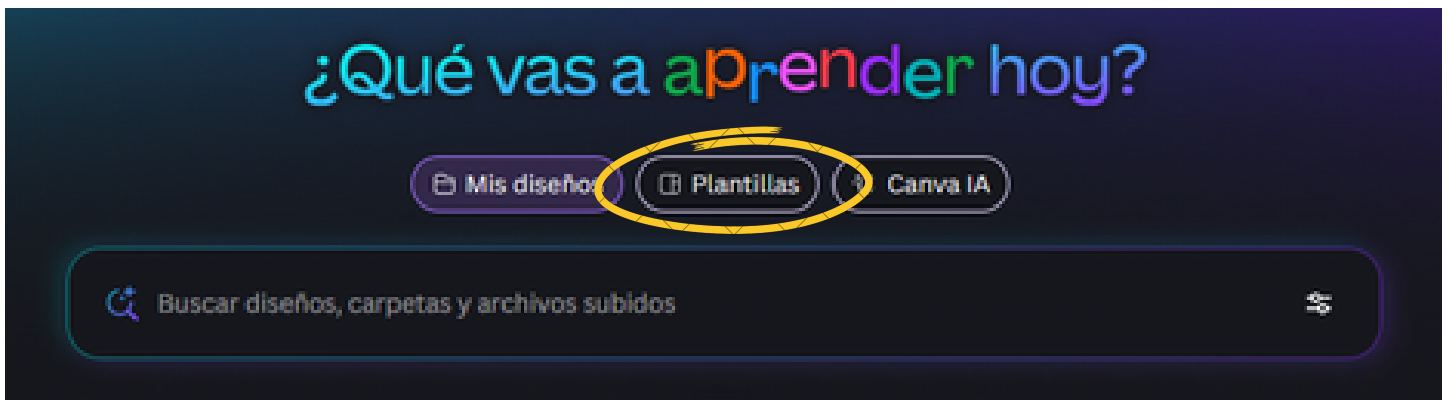 ¿Qué vas a aprender hoy?
Mis diseños Plantillas Canva IA
Buscar diseños, carpetas y archivos subidos